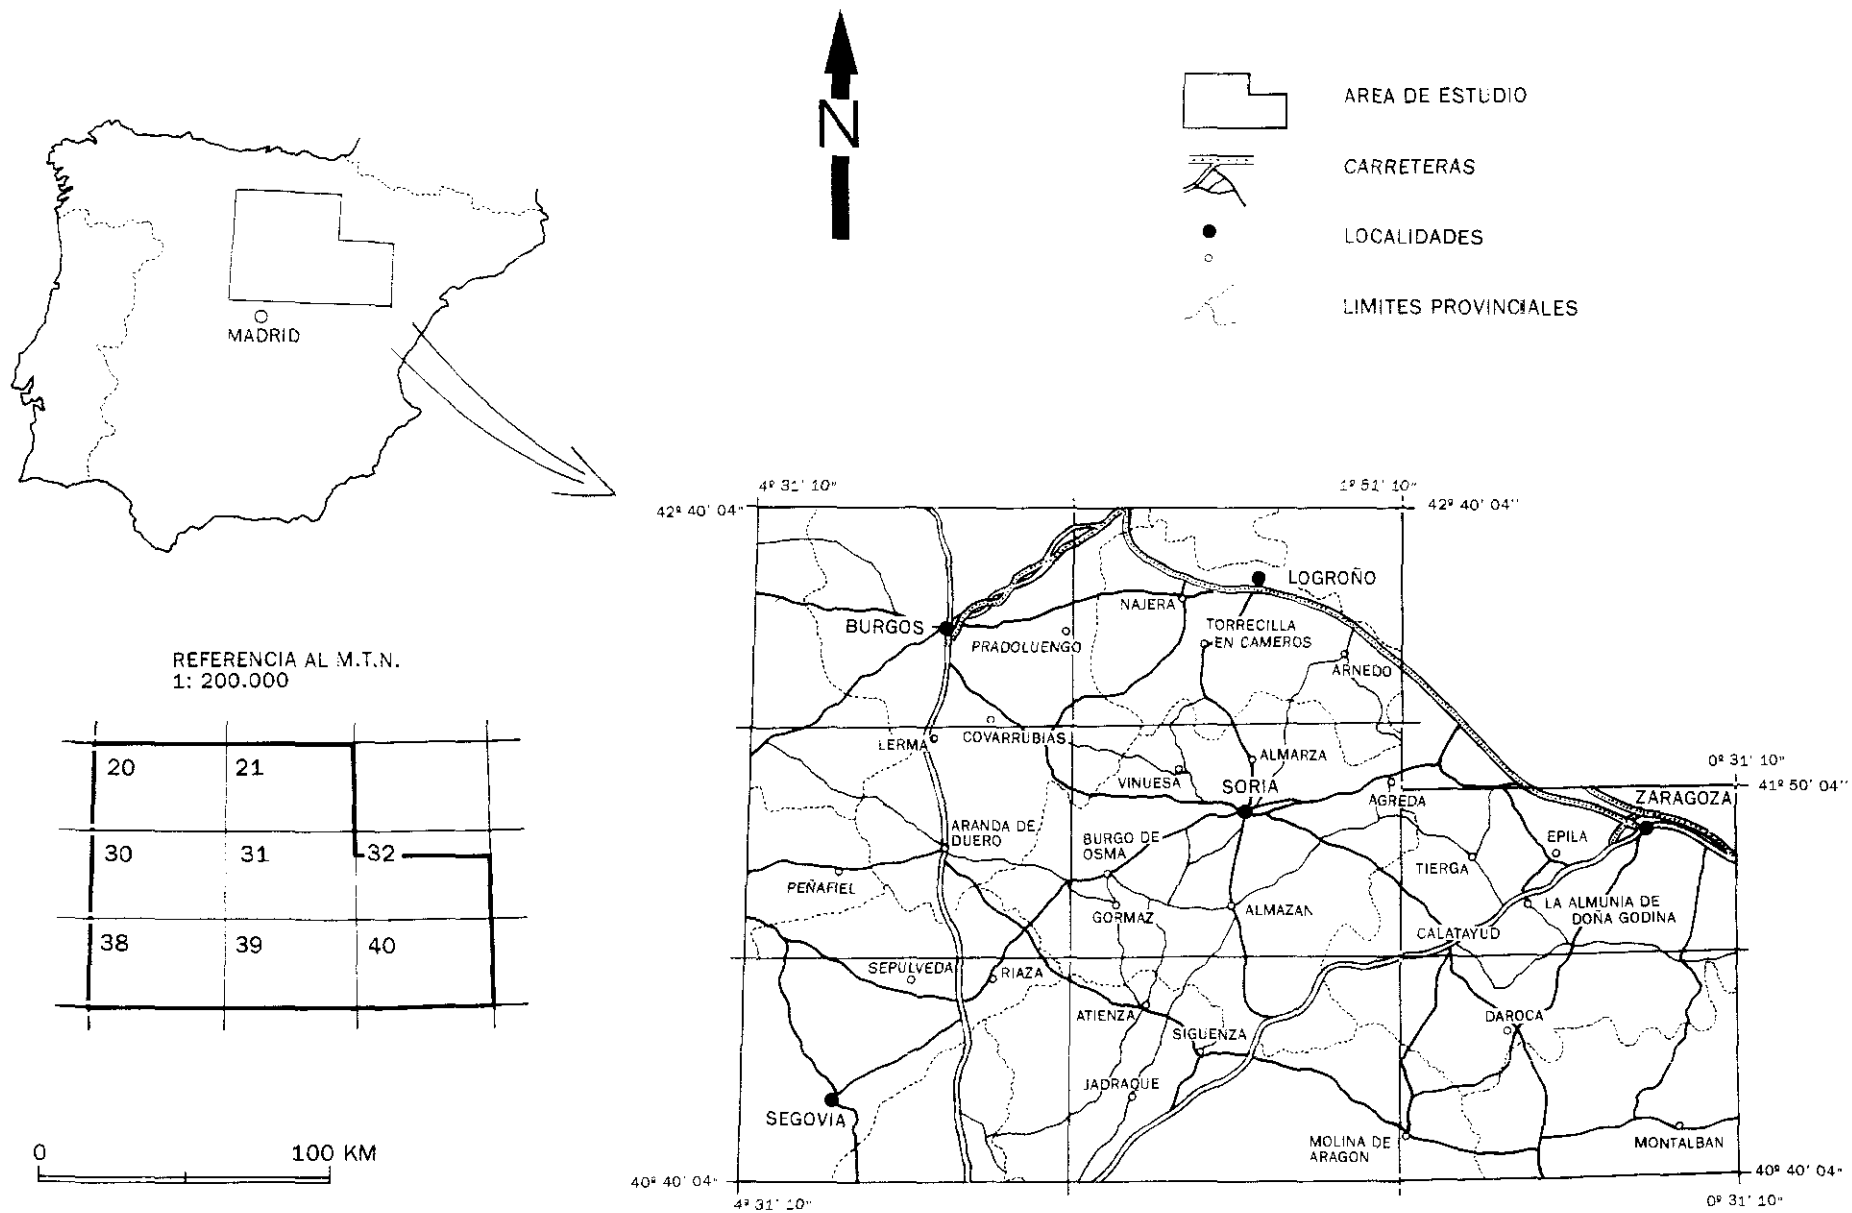 N
AREA DE ESTUDIO
CARRETERAS
LOCALIDADES
LIMITES PROVINCIALES
MADRID
REFERENCIA AL M.T.N.
1: 200.000
20
21
30
31
32
38
39
40
0
100 KM
4º 31' 10"
1º 51' 10"
42º 40' 04"
42º 40' 04"
LOGROÑO
NAJERA
BURGOS
PRADOLUENGO
TORRECILLA
EN CAMEROS
ARNEDO
LERMA
COVARRUBIAS
ALMARZA
VINUESA
SORIA
AGREDA
0º 31' 10"
41º 50' 04"
ZARAGOZA
ARANDA DE
DUERO
BURGO DE
OSMA
EPILA
TIERGA
PEÑAFIEL
GORMAZ
ALMAZAN
LA ALMUNIA DE
DOÑA GODINA
CALATAYUD
SEPULVEDA
RIAZA
ATIENZA
SIGUENZA
DAROCA
JADRAQUE
SEGOVIA
MOLINA DE
ARAGON
MONTALBAN
40º 40' 04"
40º 40' 04"
4º 31' 10"
0º 31' 10"